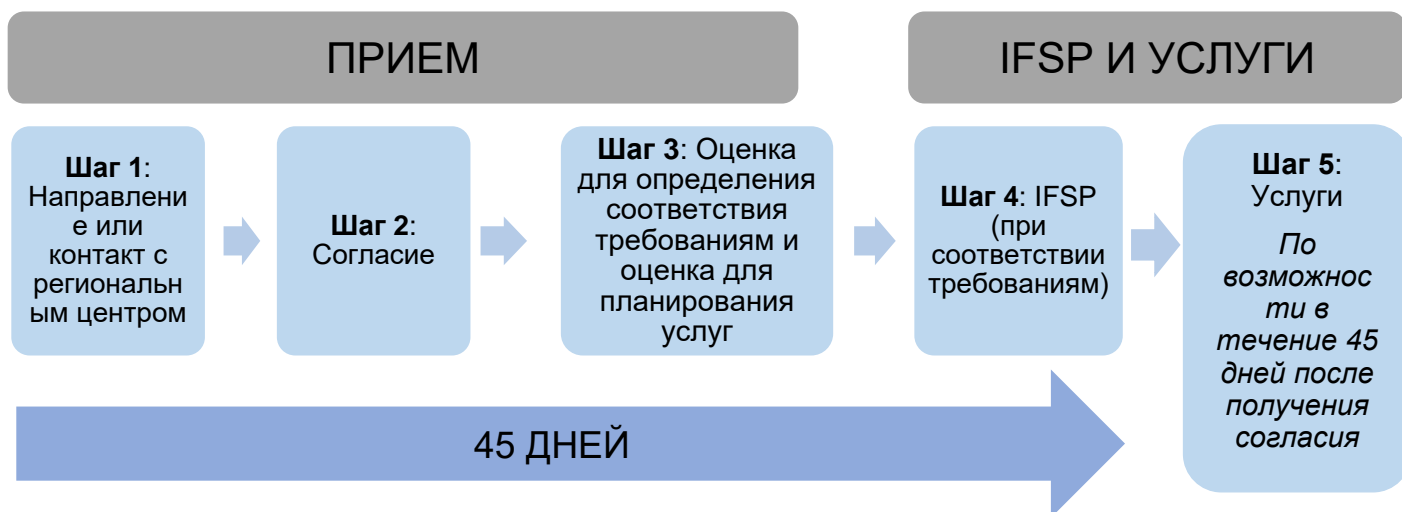 ПРИЕМ
IFSP И УСЛУГИ
Шаг 1:
Направлени
е или
контакт с
региональн
ым центром
Шаг 2:
Согласие
Шаг 3: Оценка
для определения
соответствия
требованиям и
оценка для
планирования
услуг
Шаг 4: IFSP
(при
соответствии
требованиям)
Шаг 5:
Услуги
По
возможнос
ти в
течение 45
дней после
получения
согласия
45 ДНЕЙ